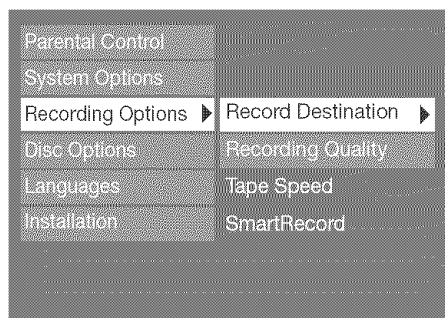 Parental Control
System Options
Recording Options
Disc Options
Languages
Installation
Record Destination
Recording Quality
Tape Speed
SmartRecord